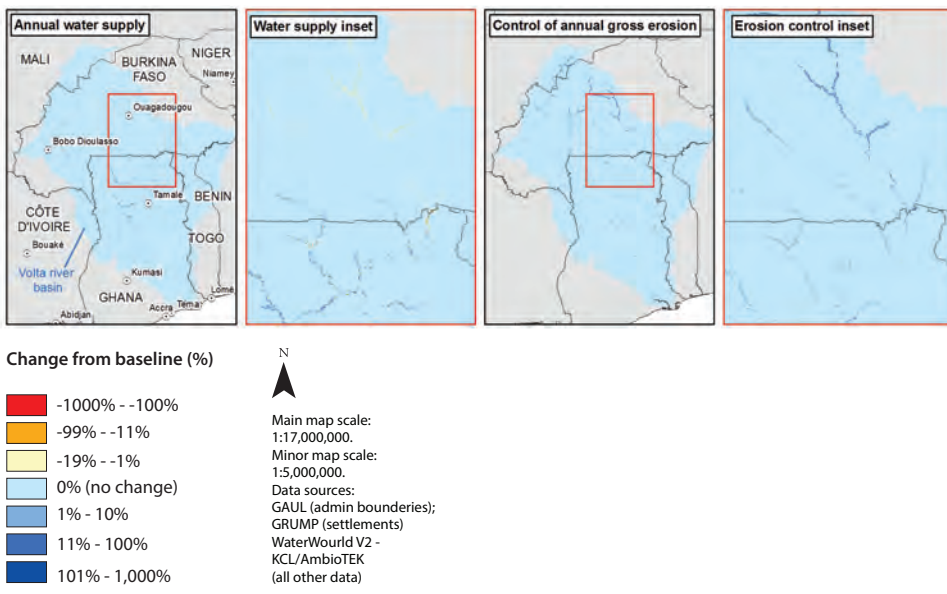 Annual water supply
MALI
BURKINA
FASO
NIGER
Niamey
Ouagadougou
Bobo Dioulasso
Tamale
BENIN
CÔTE
D'IVOIRE
TOGO
Bouaké
Volta river
basin
Kumasi
GHANA
Lomé
Accra
Tema
Abidjan
Water supply inset
Control of annual gross erosion
Erosion control inset
Change from baseline (%)
-1000% - -100%
-99% - -11%
-19% - -1%
0% (no change)
1% - 10%
11% - 100%
101% - 1,000%
N
Main map scale:
1:17,000,000.
Minor map scale:
1:5,000,000.
Data sources:
GAUL (admin bounderies);
GRUMP (settlements)
WaterWourld V2 -
KCL/AmbioTEK
(all other data)